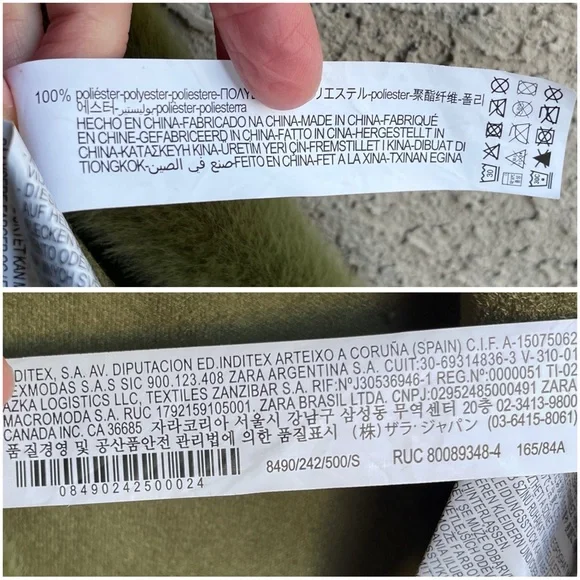 100% poliéster-polyester-poliestere-ΠΟΛΥΕ リエステル-poliester-聚酯纤维-폴리
에스터-بوليستر-polièster-poliesterra
HECHO EN CHINA-FABRICADO NA CHINA-MADE IN CHINA-FABRIQUÉ
EN CHINE-GEFABRICEERD IN CHINA-FATTO IN CINA-HERGESTELLT IN
CHINA-ΚΑΤΑΣΚΕΥΗ ΚΙΝΑ-ÜRETIM YERİ ÇİN-FREMSTILLET I KINA-DIBUAT DI
TIONGKOK-صنع في الصين-FEITO EN CHINA-FET A LA XINA-TXINAN EGINA
DITEX, S.A. AV. DIPUTACION ED.INDITEX ARTEIXO A CORUÑA (SPAIN) C.I.F. A-15075062
EXMODAS S.A.S SIC 900.123.408 ZARA ARGENTINA S.A. CUIT:30-69314836-3 V-310-01
AZKA LOGISTICS LLC, TEXTILES ZANZIBAR S.A. RIF:NºJ30536946-1 REG.Nº:0000051 TI-02
MACROMODA S.A. RUC 1792159105001. ZARA BRASIL LTDA. CNPJ:02952485000491 ZARA
CANADA INC. CA 36685 자라코리아 서울시 강남구 삼성동 무역센터 20층 02-3413-9800
품질경영 및 공산품안전 관리법에 의한 품질표시 (株) ザラ・ジャパン (03-6415-8061)
8490/242/500/S RUC 80089348-4 165/84A
08490242500024